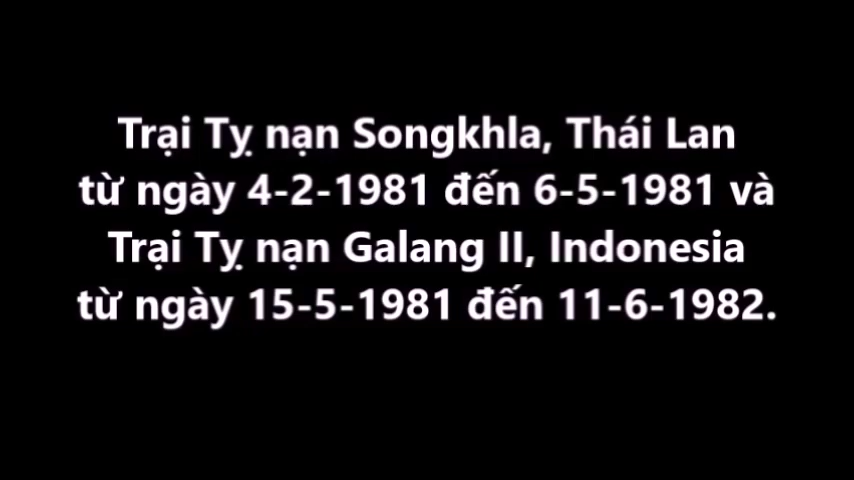 Trại Tỵ nạn Songkhla, Thái Lan
từ ngày 4-2-1981 đến 6-5-1981 và
Trại Tỵ nạn Galang II, Indonesia
từ ngày 15-5-1981 đến 11-6-1982.